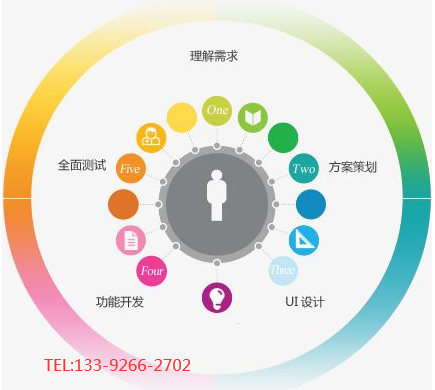 理解需求
One
全面测试
Five
Two
方案策划
Four
Three
功能开发
UI 设计
TEL:133-9266-2702